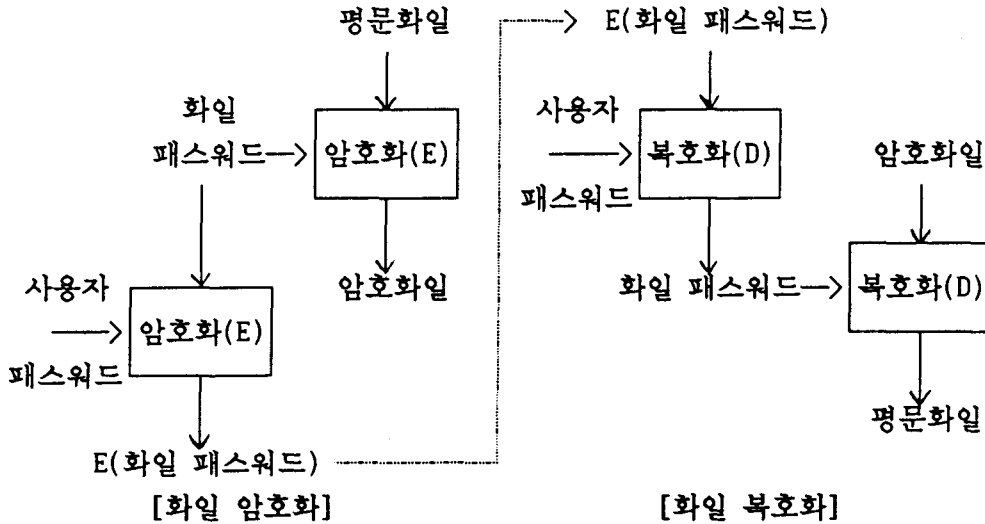 평문화일
화일
패스워드
암호화(E)
암호화일
사용자
패스워드
암호화(E)
E(화일 패스워드)
[화일 암호화]
E(화일 패스워드)
사용자
패스워드
복호화(D)
암호화일
화일 패스워드
복호화(D)
평문화일
[화일 복호화]